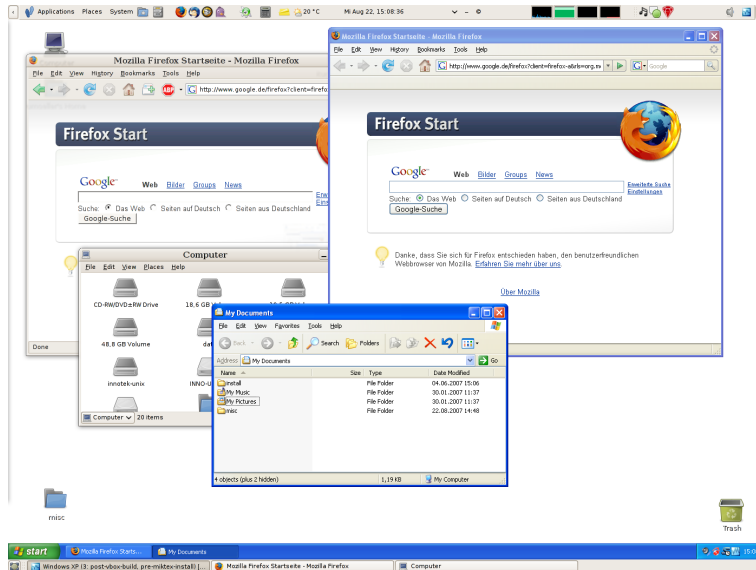 Applications Places System 20 °C Mi Aug 22, 15:08:36
Mozilla Firefox Startseite - Mozilla Firefox
File Edit View History Bookmarks Tools Help
ABP G http://www.google.de/firefox?client=firefo
Firefox Start
Google
Web Bilder Groups News
Suche: Das Web Seiten auf Deutsch Seiten aus Deutschland
Google-Suche
Done
Mozilla Firefox Startseite - Mozilla Firefox
File Edit View History Bookmarks Tools Help
G http://www.google.de/firefox?client=firefox-a&rls=org.m G Google
Firefox Start
Google
Web Bilder Groups News
Erweiterte Suche
Einstellungen
Suche: Das Web Seiten auf Deutsch Seiten aus Deutschland
Google-Suche
Danke, dass Sie sich für Firefox entschieden haben, den benutzerfreundlichen
Webbrowser von Mozilla. Erfahren Sie mehr über uns.
Über Mozilla
Computer
File Edit View Places Help
CD-RW/DVD±RW Drive
48,8 GB Volume
innotek-unix
INNO-U
Computer 20 items
My Documents
File Edit View Favorites Tools Help
Back Search Folders
Address My Documents Go
Name Size Type Date Modified
install File Folder 04.06.2007 15:06
My Music File Folder 30.01.2007 11:37
My Pictures File Folder 30.01.2007 11:37
misc File Folder 22.08.2007 14:48
4 objects (plus 2 hidden) 1,19 KB My Computer
misc
Trash
start Mozilla Firefox Starts... My Documents 15:0
Windows XP (3: post-vbox-build, pre-miktex-install) [... Mozilla Firefox Startseite - Mozilla Firefox Computer